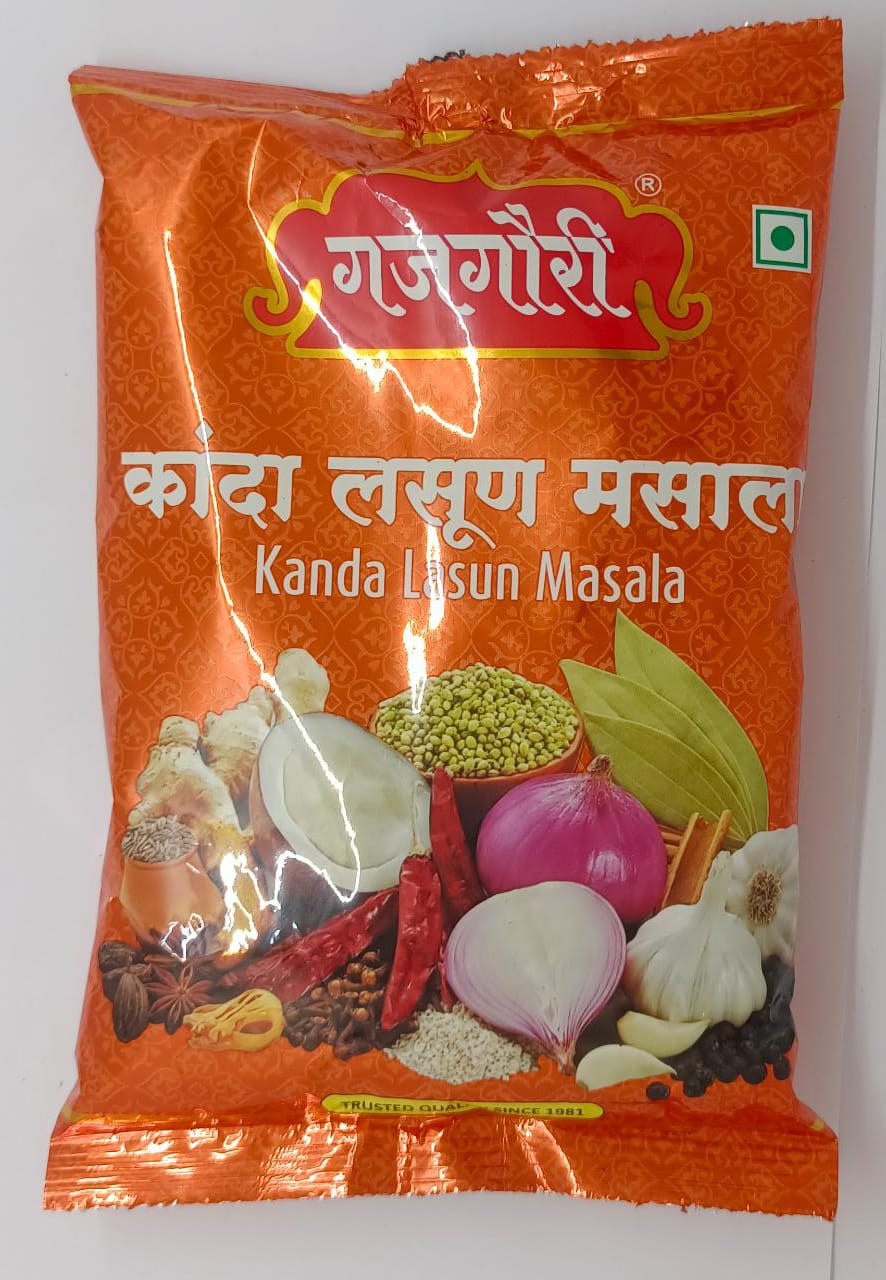 गजगौरी
®
कांदा लसूण मसाला
Kanda Lasun Masala
TRUSTED QUALITY SINCE 1981